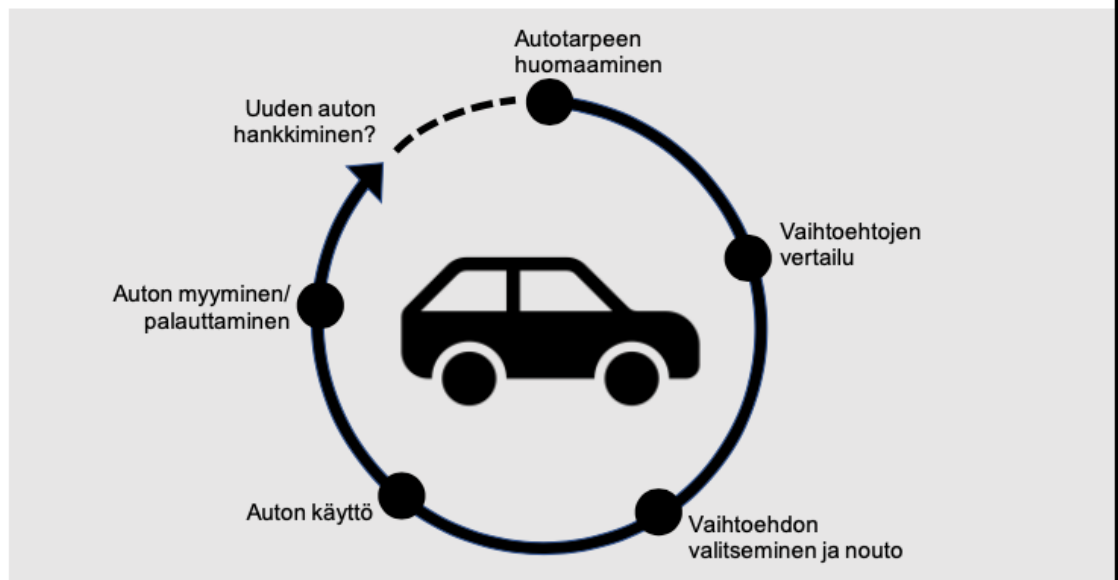 Autotarpeen
huomaaminen
Vaihtoehtojen
vertailu
Vaihtoehdon
valitseminen ja nouto
Auton käyttö
Auton myyminen/
palauttaminen
Uuden auton
hankkiminen?